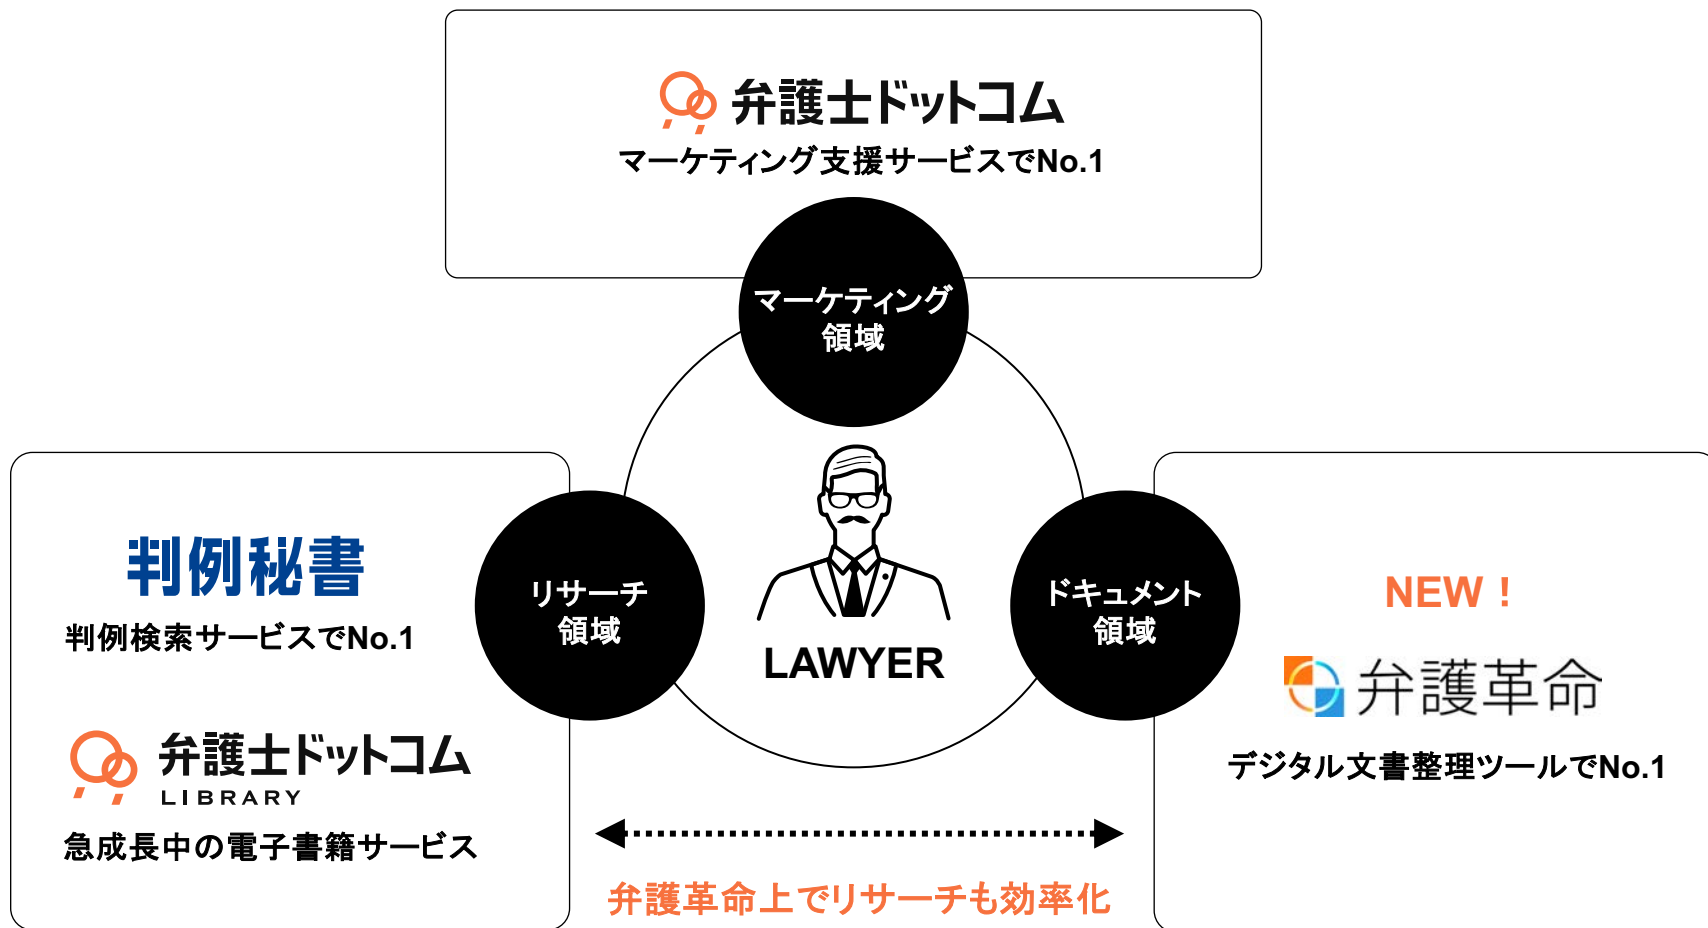 弁護士ドットコム
マーケティング支援サービスでNo.1
マーケティング
領域
判例秘書
判例検索サービスでNo.1
弁護士ドットコム
LIBRARY
急成長中の電子書籍サービス
リサーチ
領域
LAWYER
ドキュメント
領域
NEW！
弁護革命
デジタル文書整理ツールでNo.1
弁護革命上でリサーチも効率化